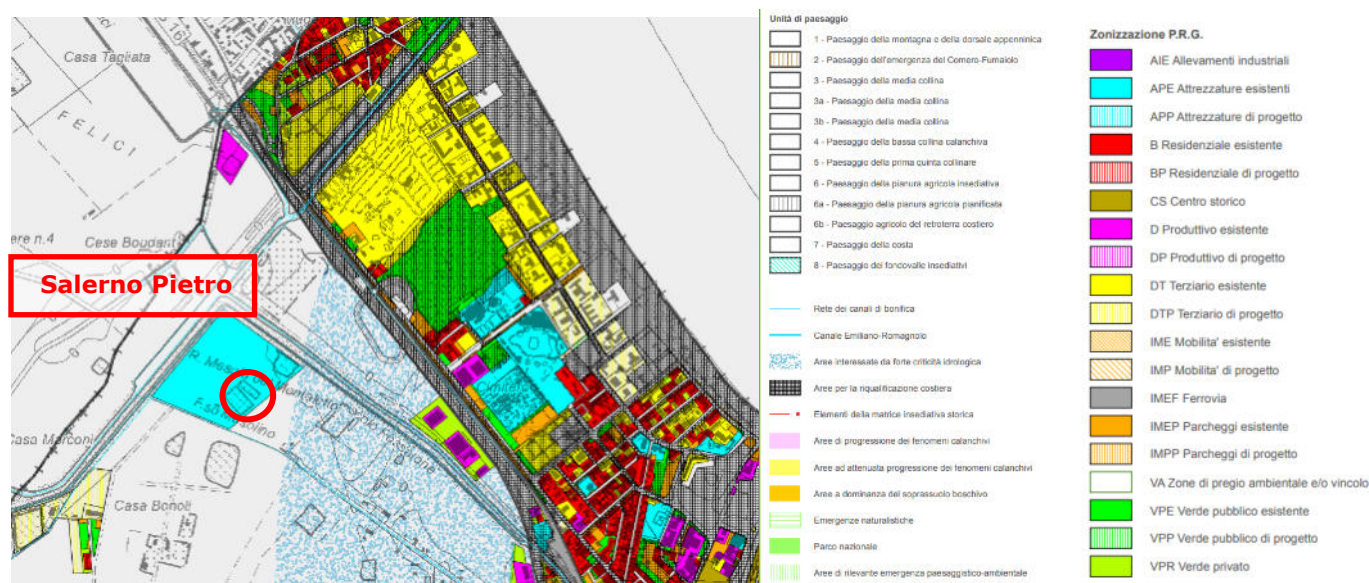 Casa Tagliata
FELICI
ere n.4
Cese Boudant
Salerno Pietro
Casa Marconi
Casa Bonoli
Cimitero
Unità di paesaggio
1 - Paesaggio della montagna e della dorsale appenninica
2 - Paesaggio dell'emergenza del Comero-Fumaiolo
3 - Paesaggio della media collina
3a - Paesaggio della media collina
3b - Paesaggio della media collina
4 - Paesaggio della bassa collina calanchiva
5 - Paesaggio della prima quinta collinare
6 - Paesaggio della pianura agricola insediativa
6a - Paesaggio della pianura agricola pianificata
6b - Paesaggio agricolo del retroterra costiero
7 - Paesaggio della costa
8 - Paesaggio dei fondovalle insediativi
Rete dei canali di bonifica
Canale Emiliano-Romagnolo
Aree interessate da forte criticità idrologica
Aree per la riqualificazione costiera
Elementi della matrice insediativa storica
Aree di progressione dei fenomeni calanchivi
Aree ad attenuata progressione dei fenomeni calanchivi
Aree a dominanza del soprassuolo boschivo
Emergenze naturalistiche
Parco nazionale
Aree di rilevante emergenza paesaggistico-ambientale
Zonizzazione P.R.G.
AIE Allevamenti industriali
APE Attrezzature esistenti
APP Attrezzature di progetto
B Residenziale esistente
BP Residenziale di progetto
CS Centro storico
D Produttivo esistente
DP Produttivo di progetto
DT Terziario esistente
DTP Terziario di progetto
IME Mobilita' esistente
IMP Mobilita' di progetto
IMEF Ferrovia
IMEP Parcheggi esistente
IMPP Parcheggi di progetto
VA Zone di pregio ambientale e/o vincolo
VPE Verde pubblico esistente
VPP Verde pubblico di progetto
VPR Verde privato